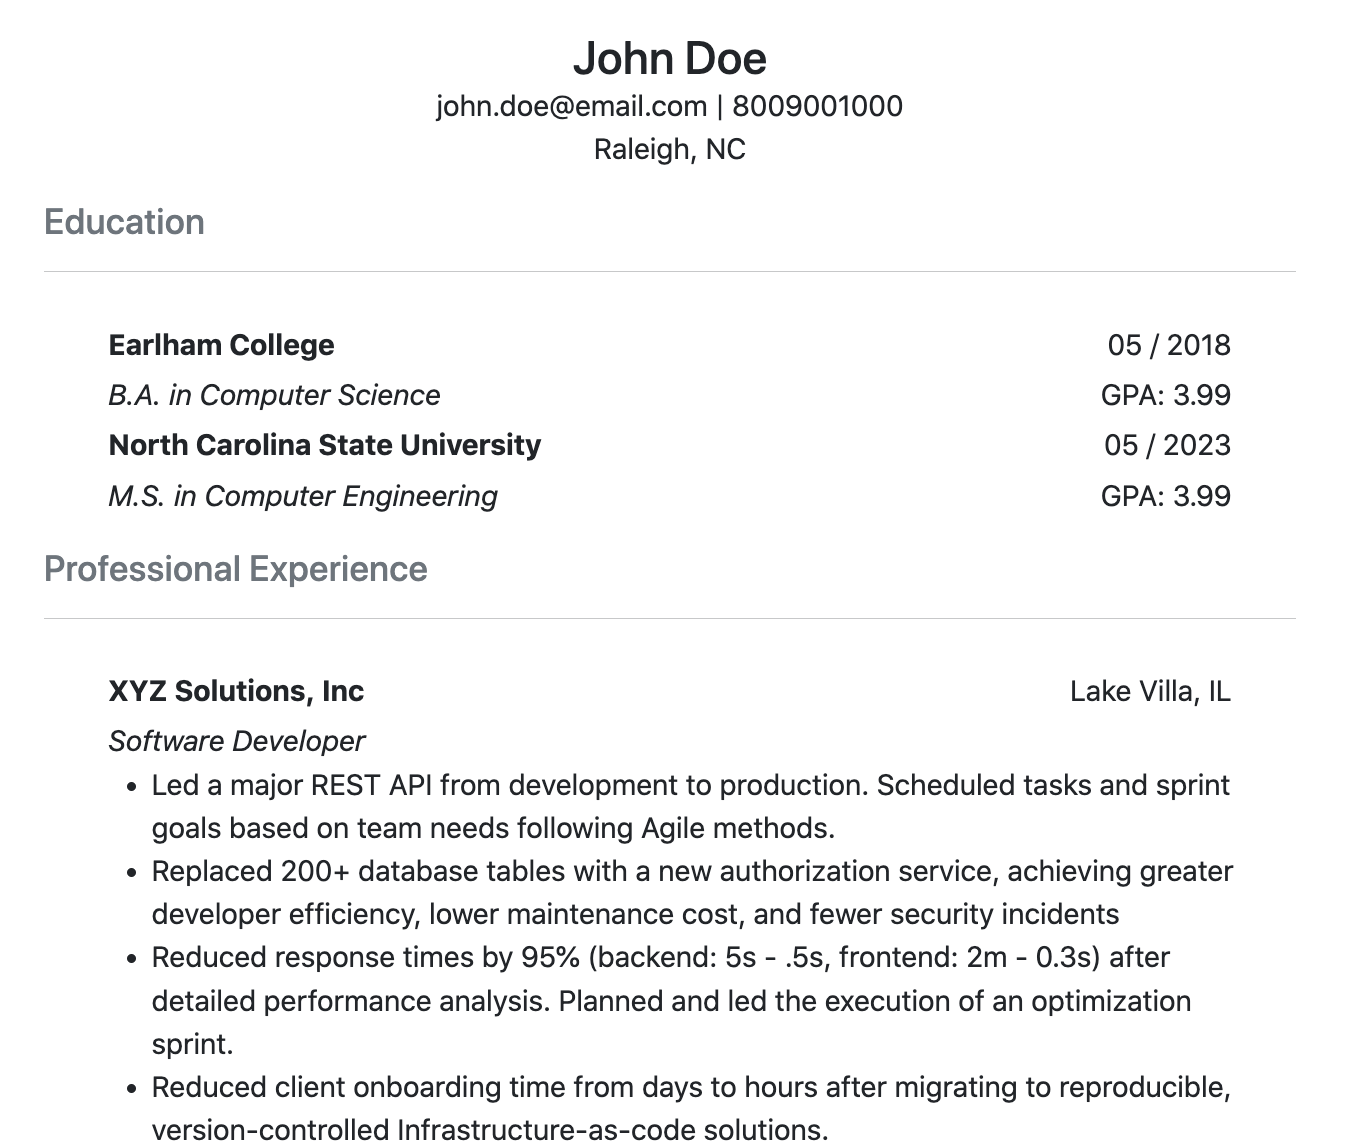 John Doe
john.doe@email.com | 8009001000
Raleigh, NC
Education
Earlham College 05 / 2018
B.A. in Computer Science GPA: 3.99
North Carolina State University 05 / 2023
M.S. in Computer Engineering GPA: 3.99
Professional Experience
XYZ Solutions, Inc Lake Villa, IL
Software Developer
• Led a major REST API from development to production. Scheduled tasks and sprint
goals based on team needs following Agile methods.
• Replaced 200+ database tables with a new authorization service, achieving greater
developer efficiency, lower maintenance cost, and fewer security incidents
• Reduced response times by 95% (backend: 5s - .5s, frontend: 2m - 0.3s) after
detailed performance analysis. Planned and led the execution of an optimization
sprint.
• Reduced client onboarding time from days to hours after migrating to reproducible,
version-controlled Infrastructure-as-code solutions.